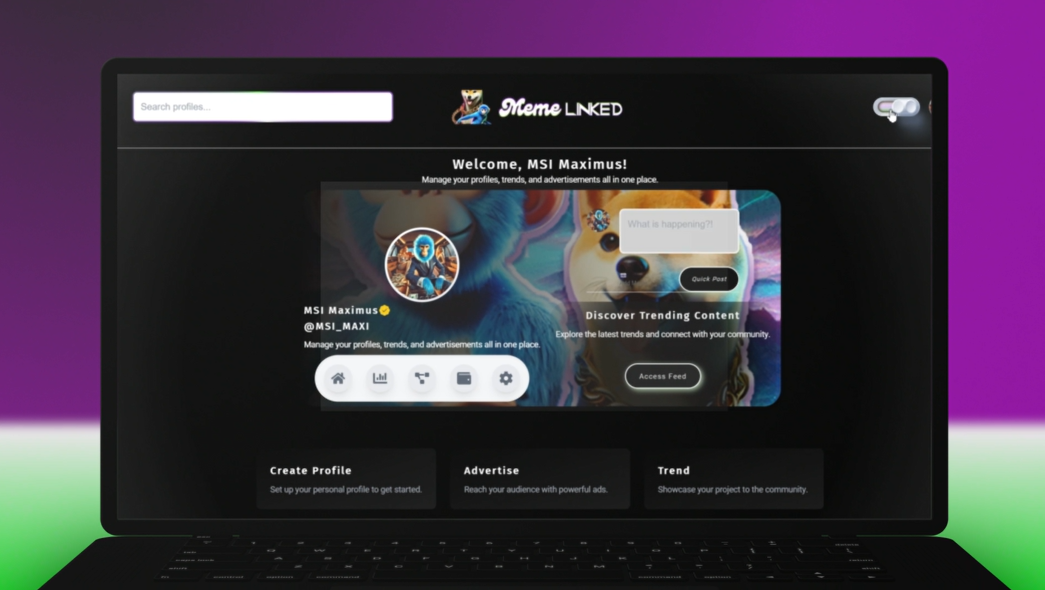 Search profiles...
Meme LINKED
Welcome, MSI Maximus!
Manage your profiles, trends, and advertisements all in one place.
What is happening?!
Quick Post
MSI Maximus
@MSI_MAXI
Manage your profiles, trends, and advertisements all in one place.
Discover Trending Content
Explore the latest trends and connect with your community.
Access Feed
Create Profile
Set up your personal profile to get started.
Advertise
Reach your audience with powerful ads.
Trend
Showcase your project to the community.